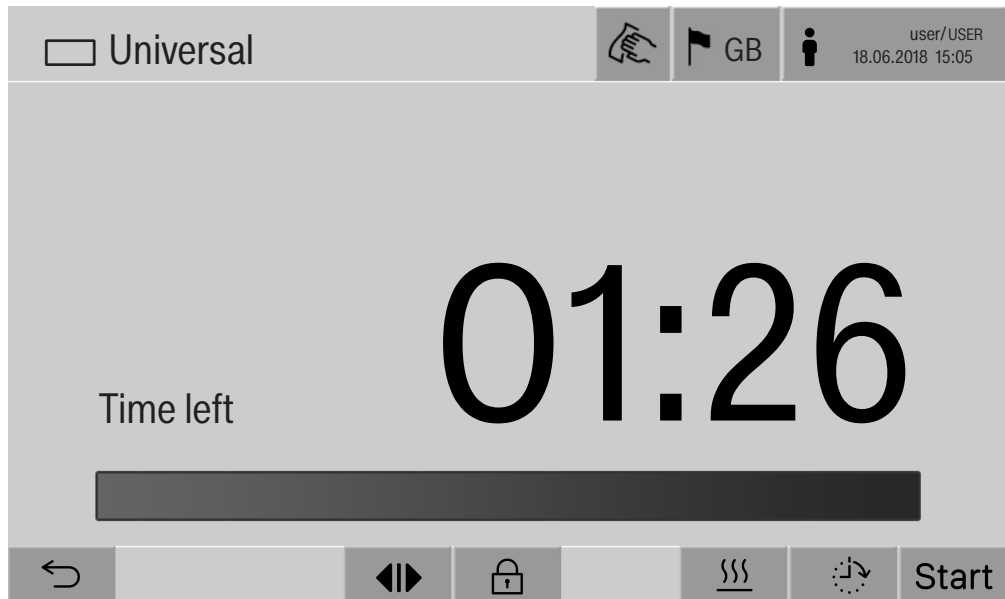 Universal
GB
user/USER
18.06.2018 15:05
01:26
Time left
Start